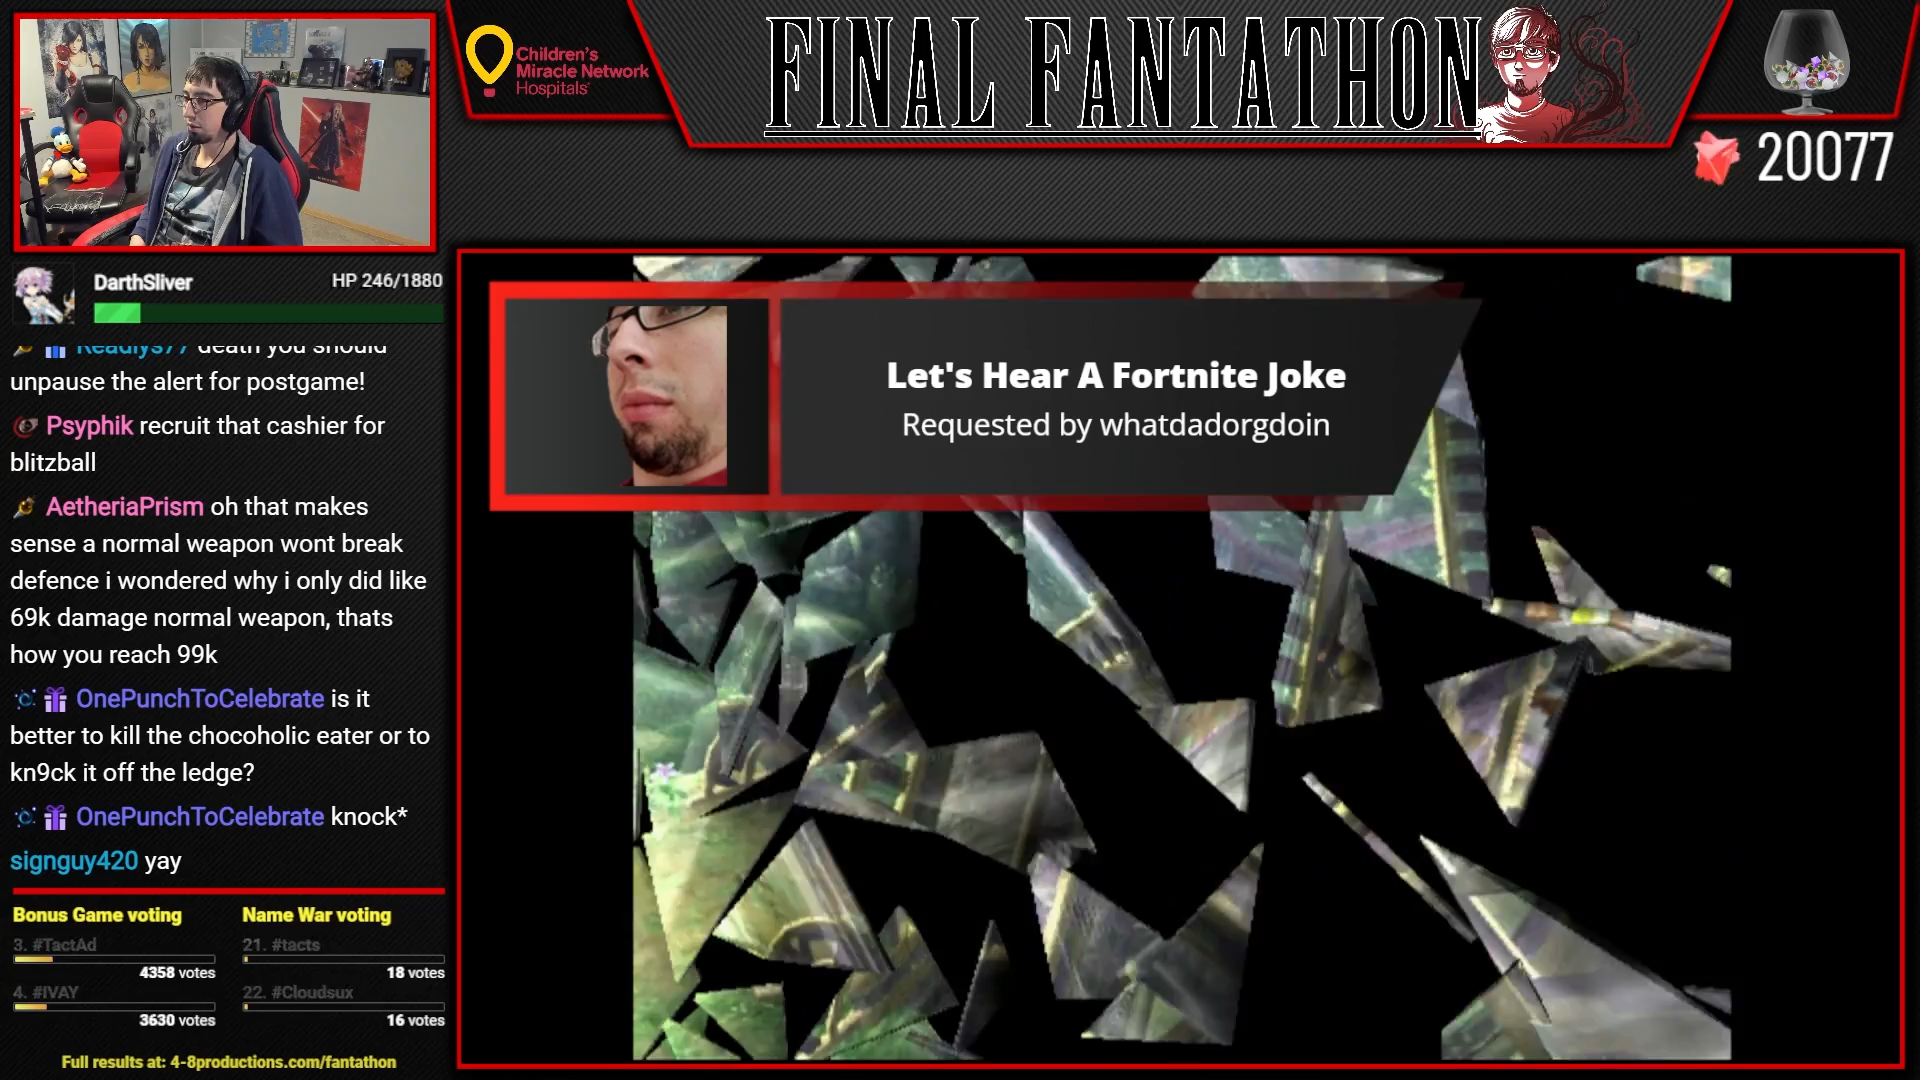 Children's
Miracle Network
Hospitals
FINAL FANTATHON
20077
DarthSliver
HP 246/1880
Readlys77 death you should
unpause the alert for postgame!
Psyphik recruit that cashier for
blitzball
AetheriaPrism oh that makes
sense a normal weapon wont break
defence i wondered why i only did like
69k damage normal weapon, thats
how you reach 99k
OnePunchToCelebrate is it
better to kill the chocoholic eater or to
kn9ck it off the ledge?
OnePunchToCelebrate knock*
signguy420 yay
Let's Hear A Fortnite Joke
Requested by whatdadorgdoin
Bonus Game voting
3. #TactAd
4358 votes
4. #IVAY
3630 votes
Name War voting
21. #tacts
18 votes
22. #Cloudsux
16 votes
Full results at: 4-8productions.com/fantathon